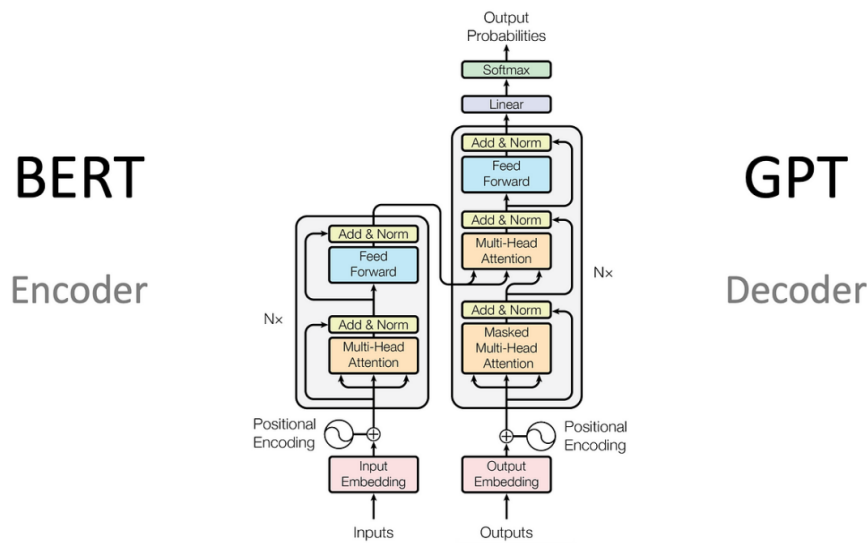 Output
Probabilities
Softmax
Linear
Add & Norm
Feed
Forward
Add & Norm
Multi-Head
Attention
Nx
Add & Norm
Masked
Multi-Head
Attention
Positional
Encoding
Output
Embedding
Outputs
BERT
Encoder
Add & Norm
Feed
Forward
Nx
Add & Norm
Multi-Head
Attention
Positional
Encoding
Input
Embedding
Inputs
GPT
Decoder